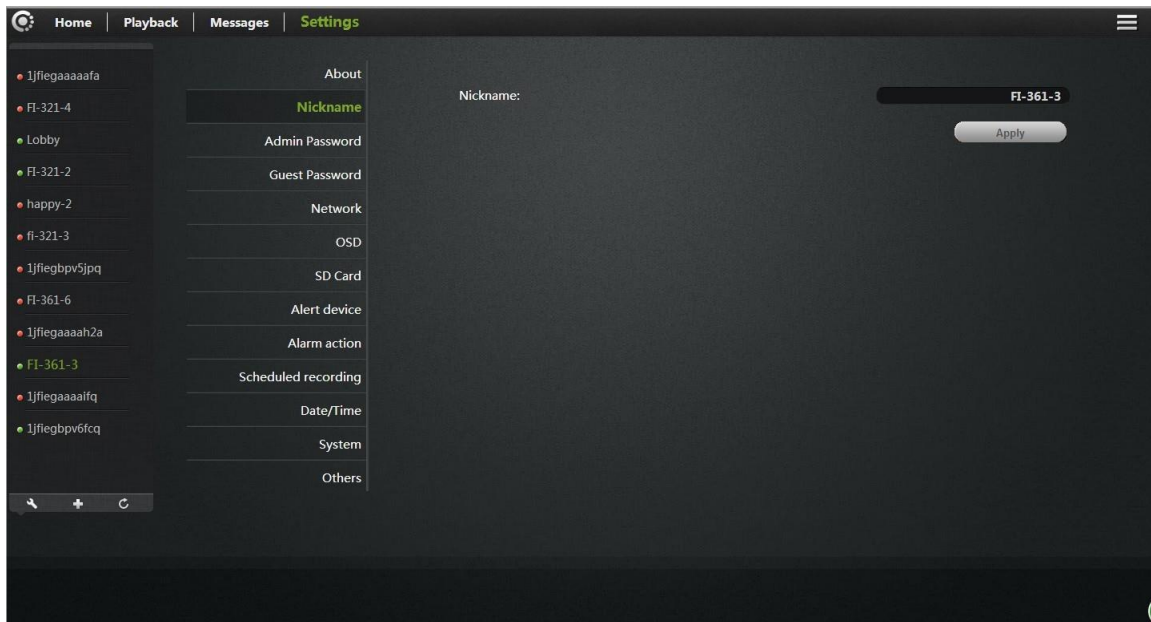 Home Playback Messages Settings
1jfiegaaaaafa
FI-321-4
Lobby
FI-321-2
happy-2
fi-321-3
1jfiegbpv5jpq
FI-361-6
1jfiegaaaah2a
FI-361-3
1jfiegaaaaifq
1jfiegbpv6fcq
About
Nickname
Admin Password
Guest Password
Network
OSD
SD Card
Alert device
Alarm action
Scheduled recording
Date/Time
System
Others
Nickname: FI-361-3
Apply